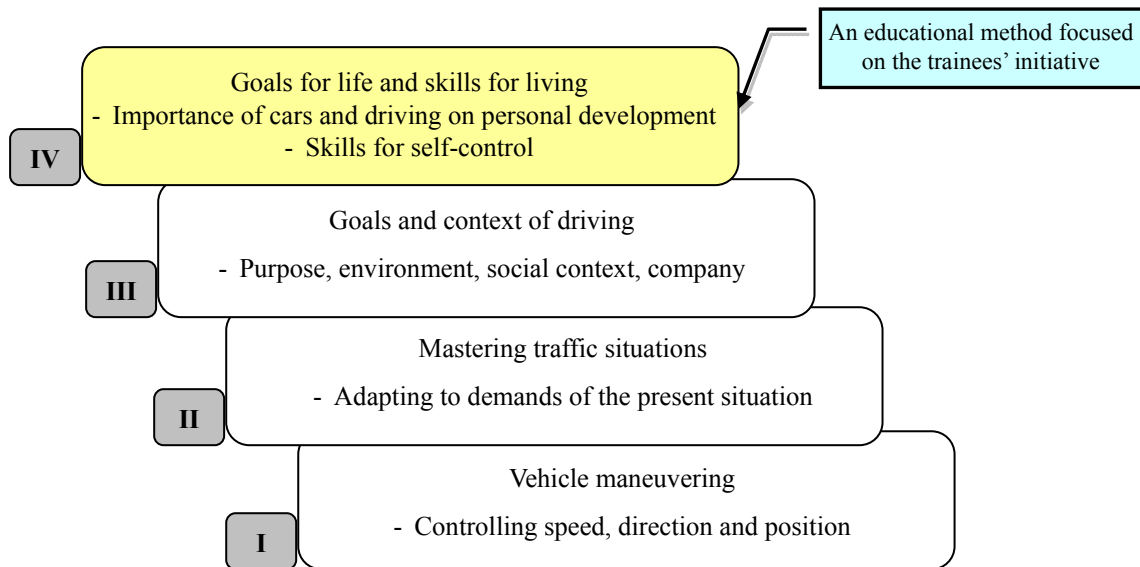 An educational method focused
on the trainees’ initiative
Goals for life and skills for living
- Importance of cars and driving on personal development
- Skills for self-control
IV
Goals and context of driving
- Purpose, environment, social context, company
III
Mastering traffic situations
- Adapting to demands of the present situation
II
Vehicle maneuvering
- Controlling speed, direction and position
I